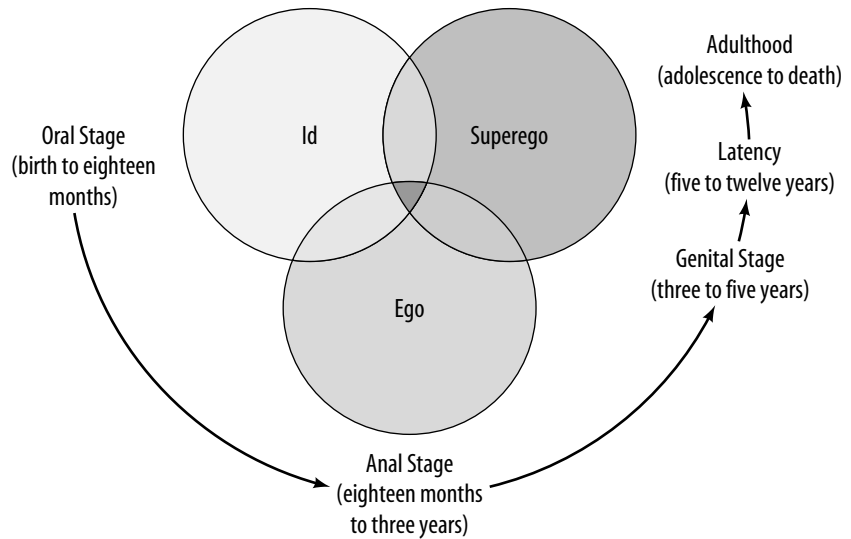 Id
Superego
Ego
Oral Stage
(birth to eighteen
months)
Anal Stage
(eighteen months
to three years)
Genital Stage
(three to five years)
Latency
(five to twelve years)
Adulthood
(adolescence to death)